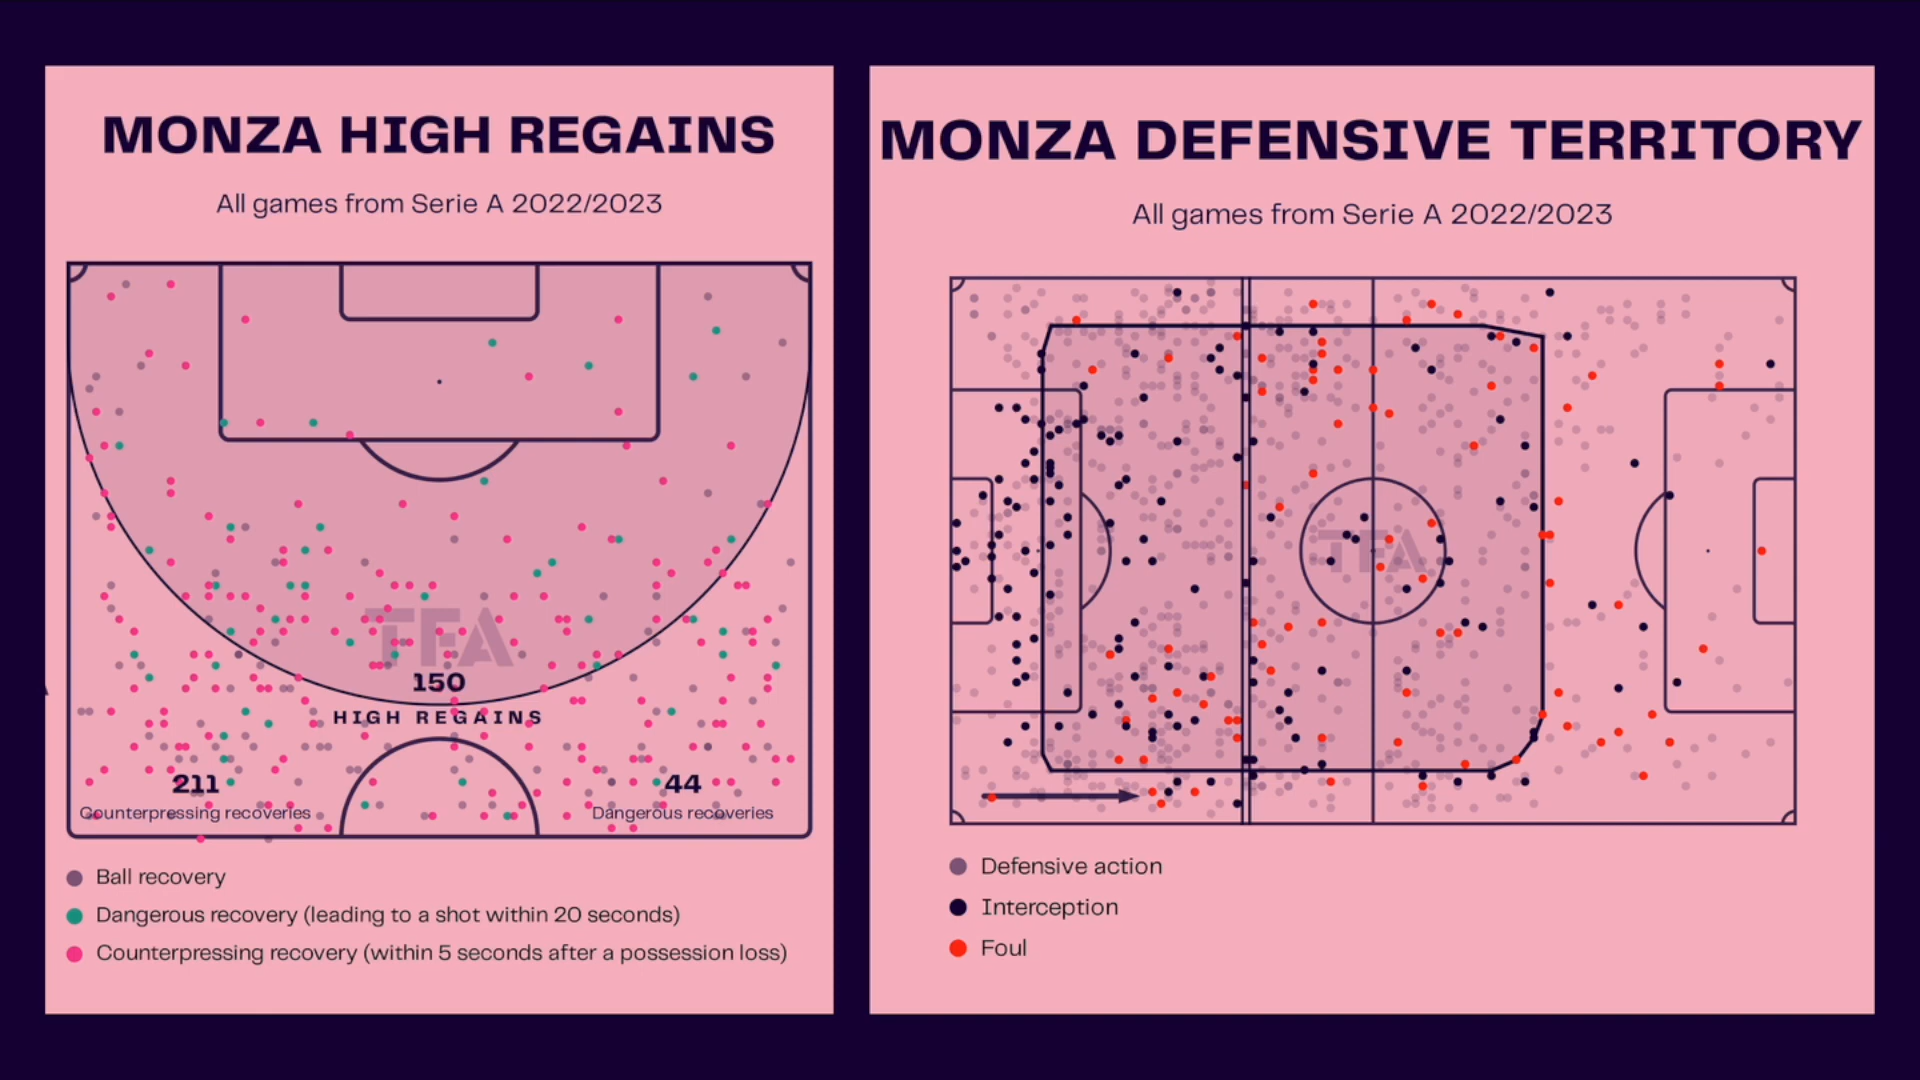 MONZA HIGH REGAINS
All games from Serie A 2022/2023
TFA
150
HIGH REGAINS
211
Counterpressing recoveries
44
Dangerous recoveries
Ball recovery
Dangerous recovery (leading to a shot within 20 seconds)
Counterpressing recovery (within 5 seconds after a possession loss)
MONZA DEFENSIVE TERRITORY
All games from Serie A 2022/2023
TFA
Defensive action
Interception
Foul